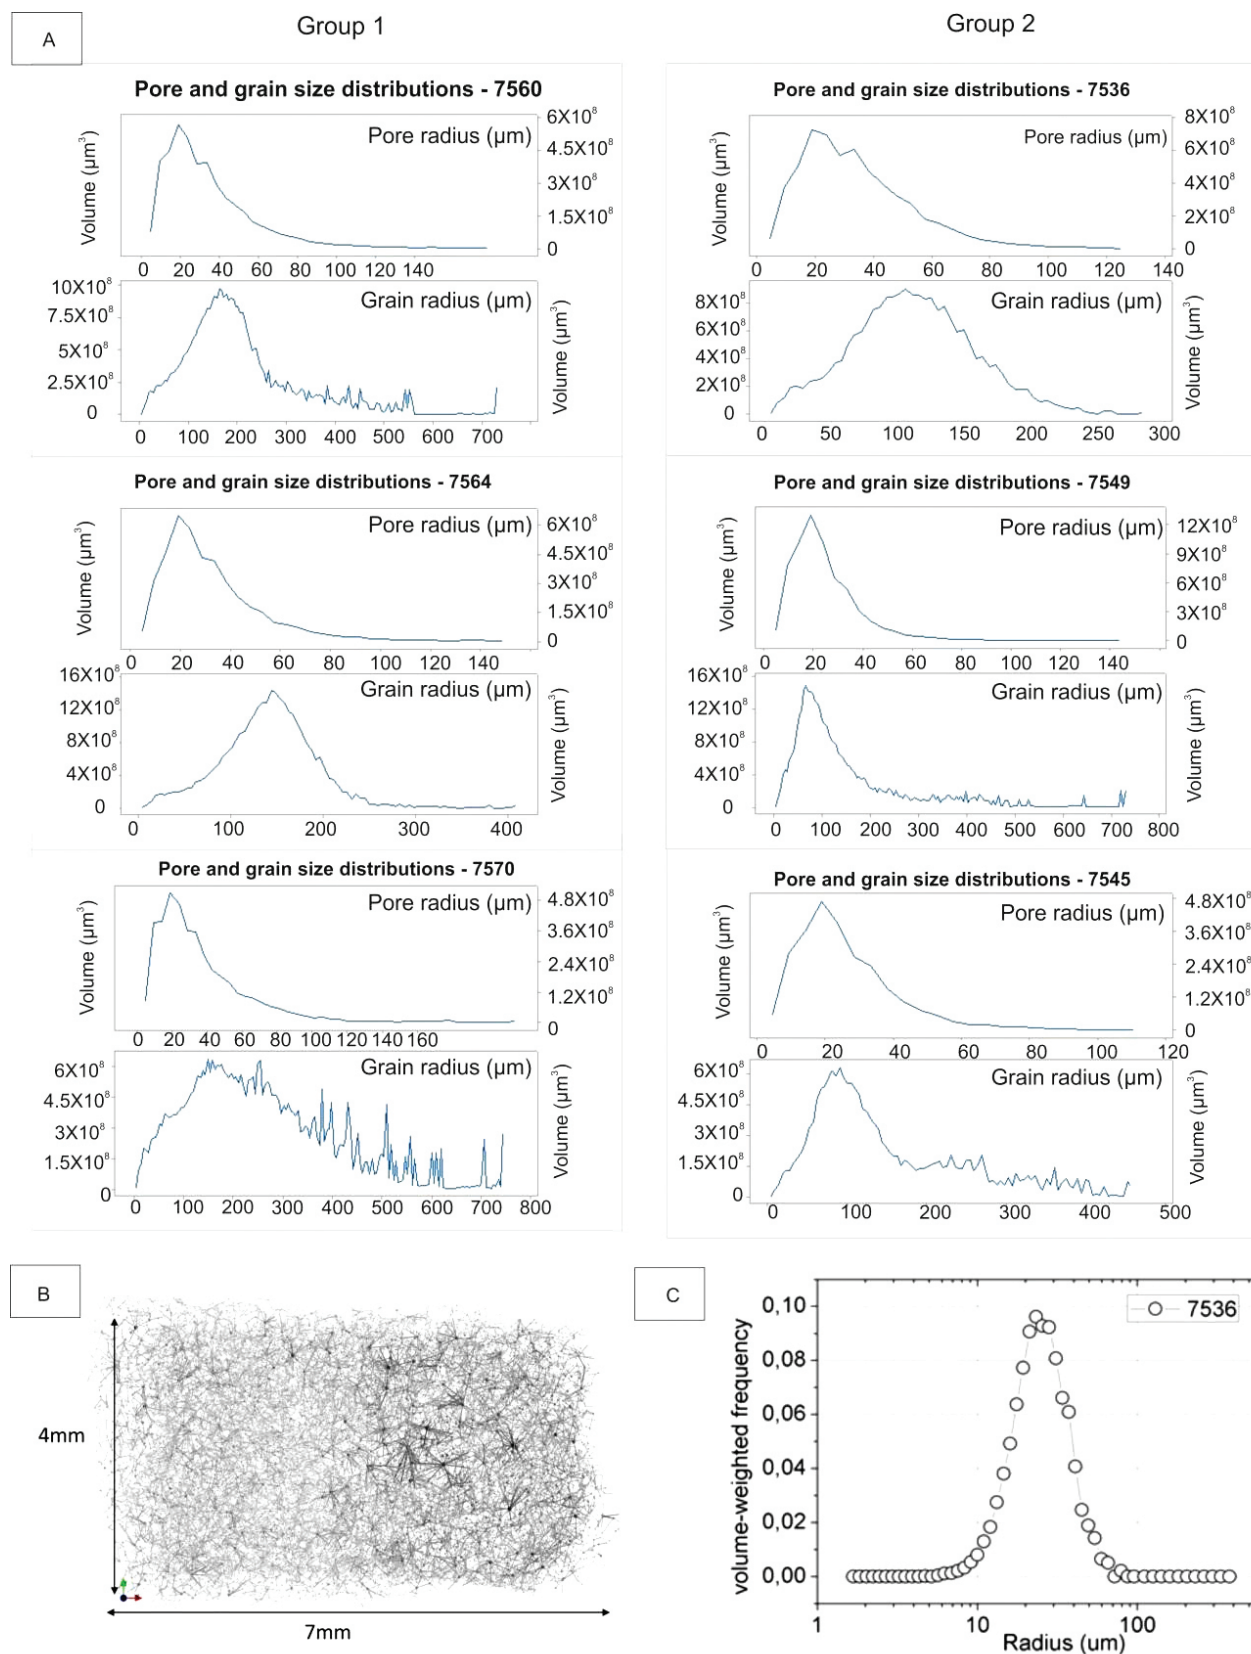 A
Group 1
Group 2
Pore and grain size distributions - 7560
Pore radius (µm)
Volume (µm³)
6X10⁸
4.5X10⁸
3X10⁸
1.5X10⁸
0
0 20 40 60 80 100 120 140
Grain radius (µm)
Volume (µm³)
10X10⁸
7.5X10⁸
5X10⁸
2.5X10⁸
0
0 100 200 300 400 500 600 700
Pore and grain size distributions - 7536
Pore radius (µm)
Volume (µm³)
8X10⁸
6X10⁸
4X10⁸
2X10⁸
0
0 20 40 60 80 100 120 140
Grain radius (µm)
Volume (µm³)
8X10⁸
6X10⁸
4X10⁸
2X10⁸
0
0 50 100 150 200 250 300
Pore and grain size distributions - 7564
Pore radius (µm)
Volume (µm³)
6X10⁸
4.5X10⁸
3X10⁸
1.5X10⁸
0
0 20 40 60 80 100 120 140
Grain radius (µm)
Volume (µm³)
16X10⁸
12X10⁸
8X10⁸
4X10⁸
0
0 100 200 300 400
Pore and grain size distributions - 7549
Pore radius (µm)
Volume (µm³)
12X10⁸
9X10⁸
6X10⁸
3X10⁸
0
0 20 40 60 80 100 120 140
Grain radius (µm)
Volume (µm³)
16X10⁸
12X10⁸
8X10⁸
4X10⁸
0
0 100 200 300 400 500 600 700 800
Pore and grain size distributions - 7570
Pore radius (µm)
Volume (µm³)
4.8X10⁸
3.6X10⁸
2.4X10⁸
1.2X10⁸
0
0 20 40 60 80 100 120 140 160
Grain radius (µm)
Volume (µm³)
6X10⁸
4.5X10⁸
3X10⁸
1.5X10⁸
0
0 100 200 300 400 500 600 700 800
Pore and grain size distributions - 7545
Pore radius (µm)
Volume (µm³)
4.8X10⁸
3.6X10⁸
2.4X10⁸
1.2X10⁸
0
0 20 40 60 80 100 120
Grain radius (µm)
Volume (µm³)
6X10⁸
4.5X10⁸
3X10⁸
1.5X10⁸
0
0 100 200 300 400 500
B
4mm
7mm
C
7536
volume-weighted frequency
0,10
0,08
0,06
0,04
0,02
0,00
1 10 100
Radius (um)